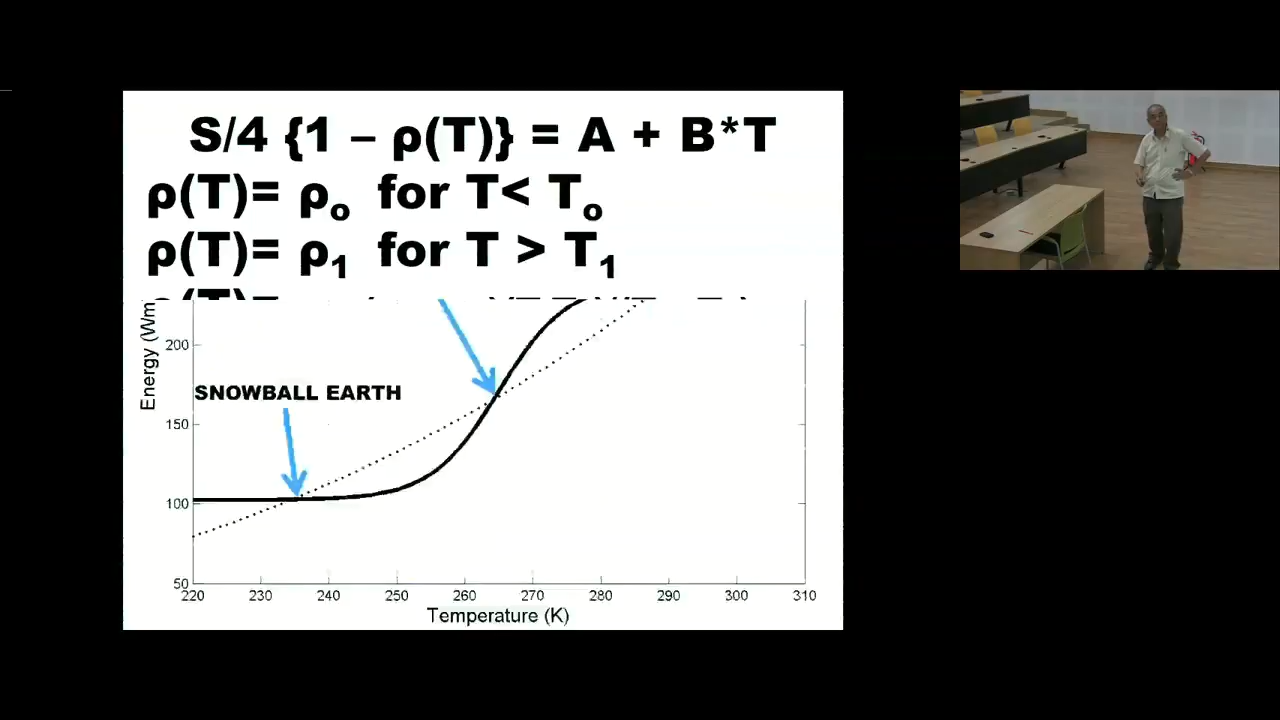 S/4 {1 – ρ(T)} = A + B*T
ρ(T)= ρo for T< To
ρ(T)= ρ1 for T > T1
ρ(T)=
Energy (Wm
200
SNOWBALL EARTH
150
100
50
220 230 240 250 260 270 280 290 300 310
Temperature (K)